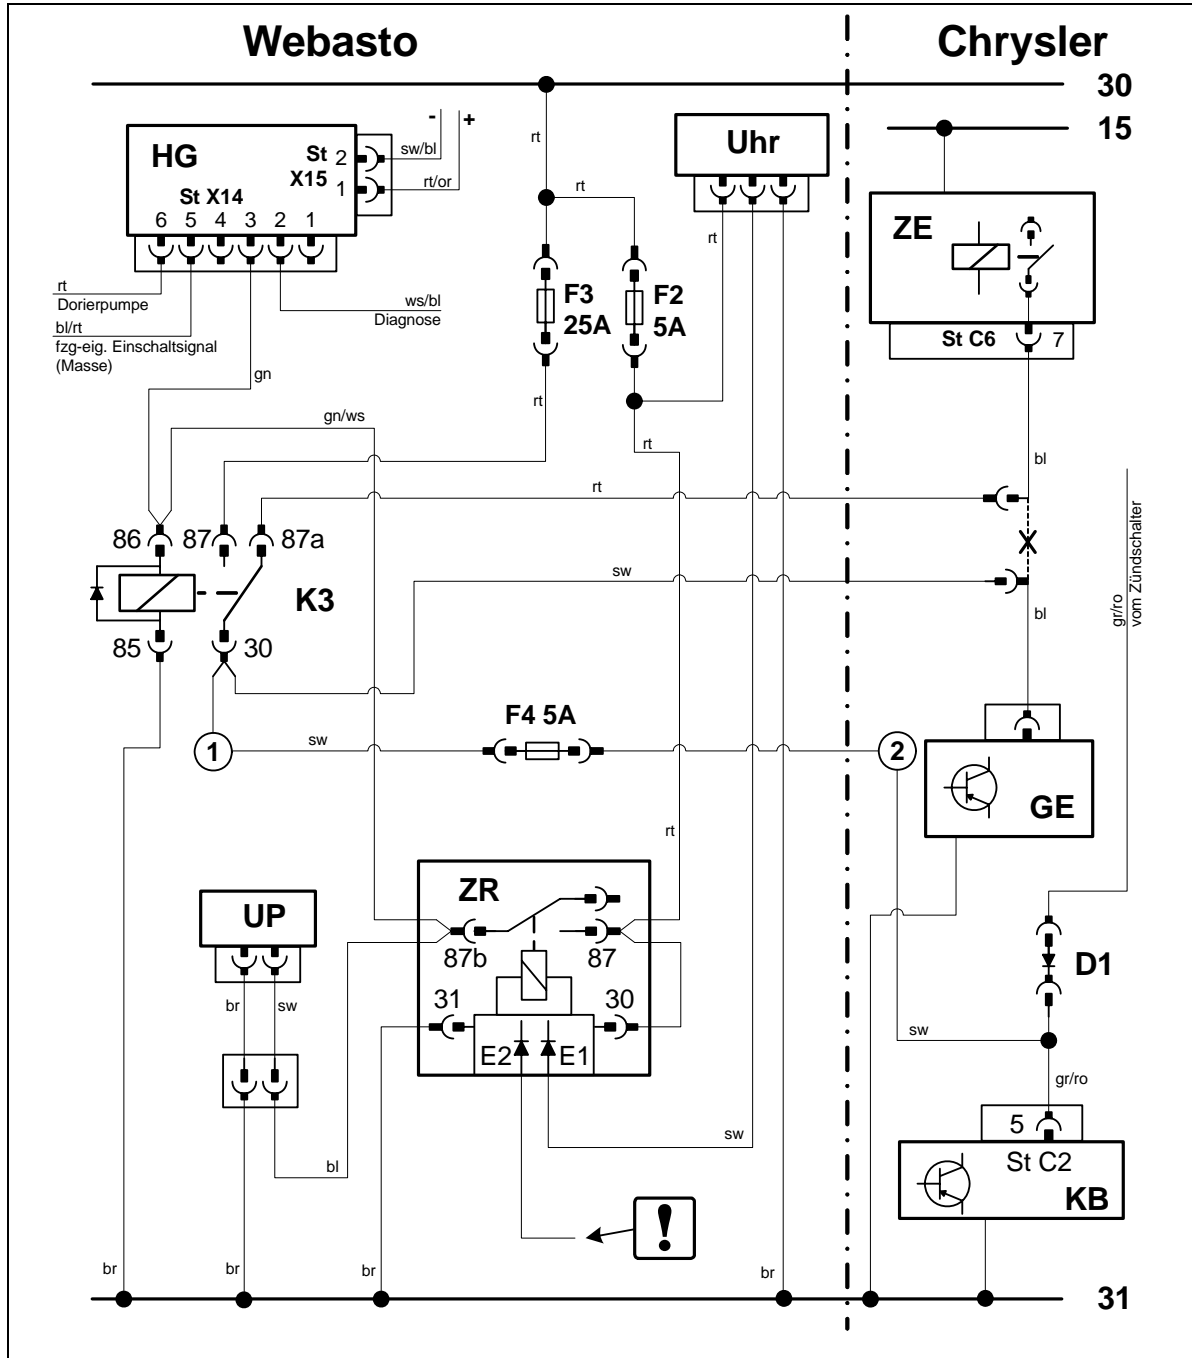 Webasto
Chrysler
30
15
HG
St 2
X15 1
- +
sw/bl
rt/or
St X14
6 5 4 3 2 1
rt
Dorierpumpe
bl/rt
fzg-eig. Einschaltsignal
(Masse)
ws/bl
Diagnose
gn
gn/ws
rt
rt
F3
25A
F2
5A
rt
rt
Uhr
rt
ZE
St C6 7
bl
rt
86 87 87a
K3
sw
85 30
bl
gr/ro
vom Zündschalter
1
sw
F4 5A
2
GE
rt
ZR
87b 87
31 30
E2 E1
UP
br sw
bl
sw
D1
sw
gr/ro
5
St C2
KB
!
br
br
br
br
31